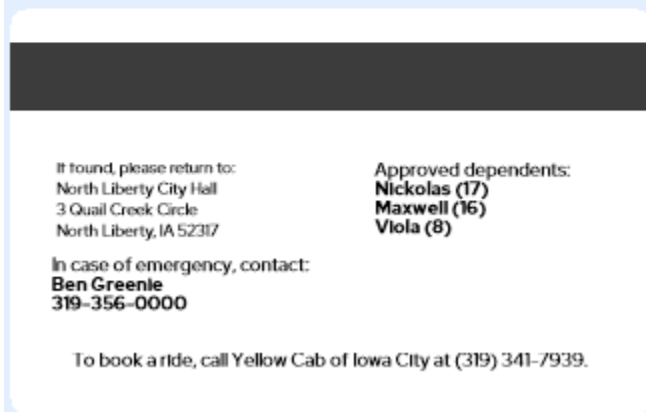 If found, please return to:
North Liberty City Hall
3 Quail Creek Circle
North Liberty, IA 52317
Approved dependents:
Nickolas (17)
Maxwell (16)
Viola (8)
In case of emergency, contact:
Ben Greenie
319-356-0000
To book a ride, call Yellow Cab of Iowa City at (319) 341-7939.